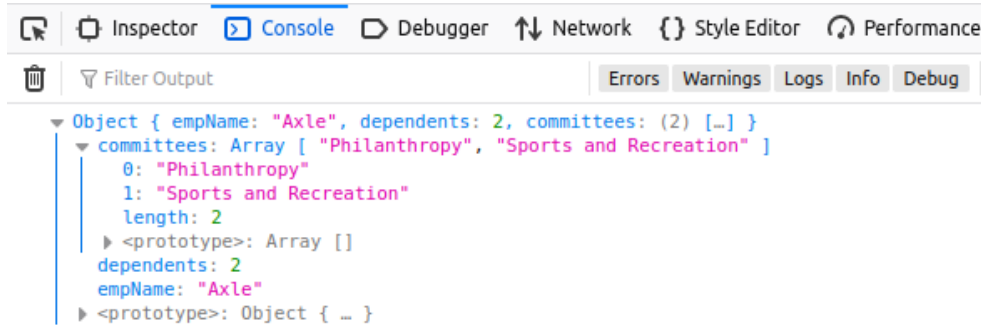 Inspector Console Debugger Network {} Style Editor Performance
Filter Output Errors Warnings Logs Info Debug
Object { empName: "Axle", dependents: 2, committees: (2) […] }
committees: Array [ "Philanthropy", "Sports and Recreation" ]
0: "Philanthropy"
1: "Sports and Recreation"
length: 2
<prototype>: Array []
dependents: 2
empName: "Axle"
<prototype>: Object { … }